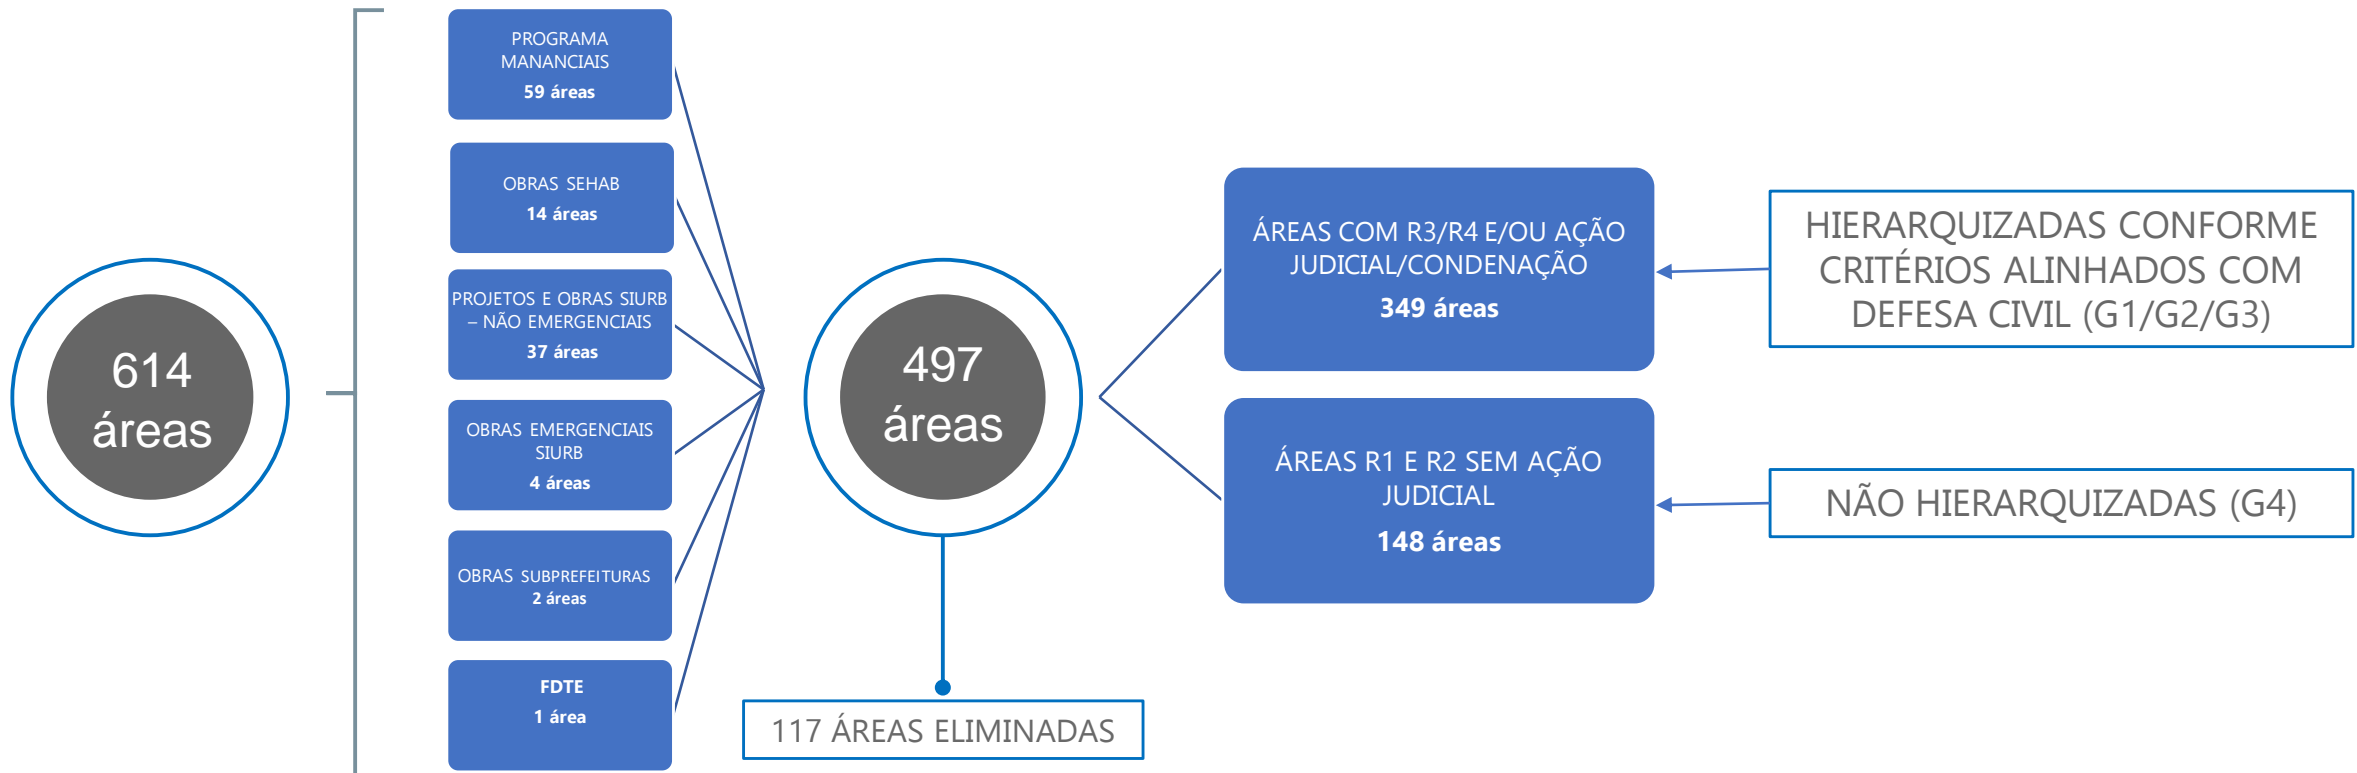 614
áreas
PROGRAMA
MANANCIAIS
59 áreas
OBRAS SEHAB
14 áreas
PROJETOS E OBRAS SIURB
– NÃO EMERGENCIAIS
37 áreas
OBRAS EMERGENCIAIS
SIURB
4 áreas
OBRAS SUBPREFEITURAS
2 áreas
FDTE
1 área
497
áreas
117 ÁREAS ELIMINADAS
ÁREAS COM R3/R4 E/OU AÇÃO
JUDICIAL/CONDENAÇÃO
349 áreas
ÁREAS R1 E R2 SEM AÇÃO
JUDICIAL
148 áreas
HIERARQUIZADAS CONFORME
CRITÉRIOS ALINHADOS COM
DEFESA CIVIL (G1/G2/G3)
NÃO HIERARQUIZADAS (G4)